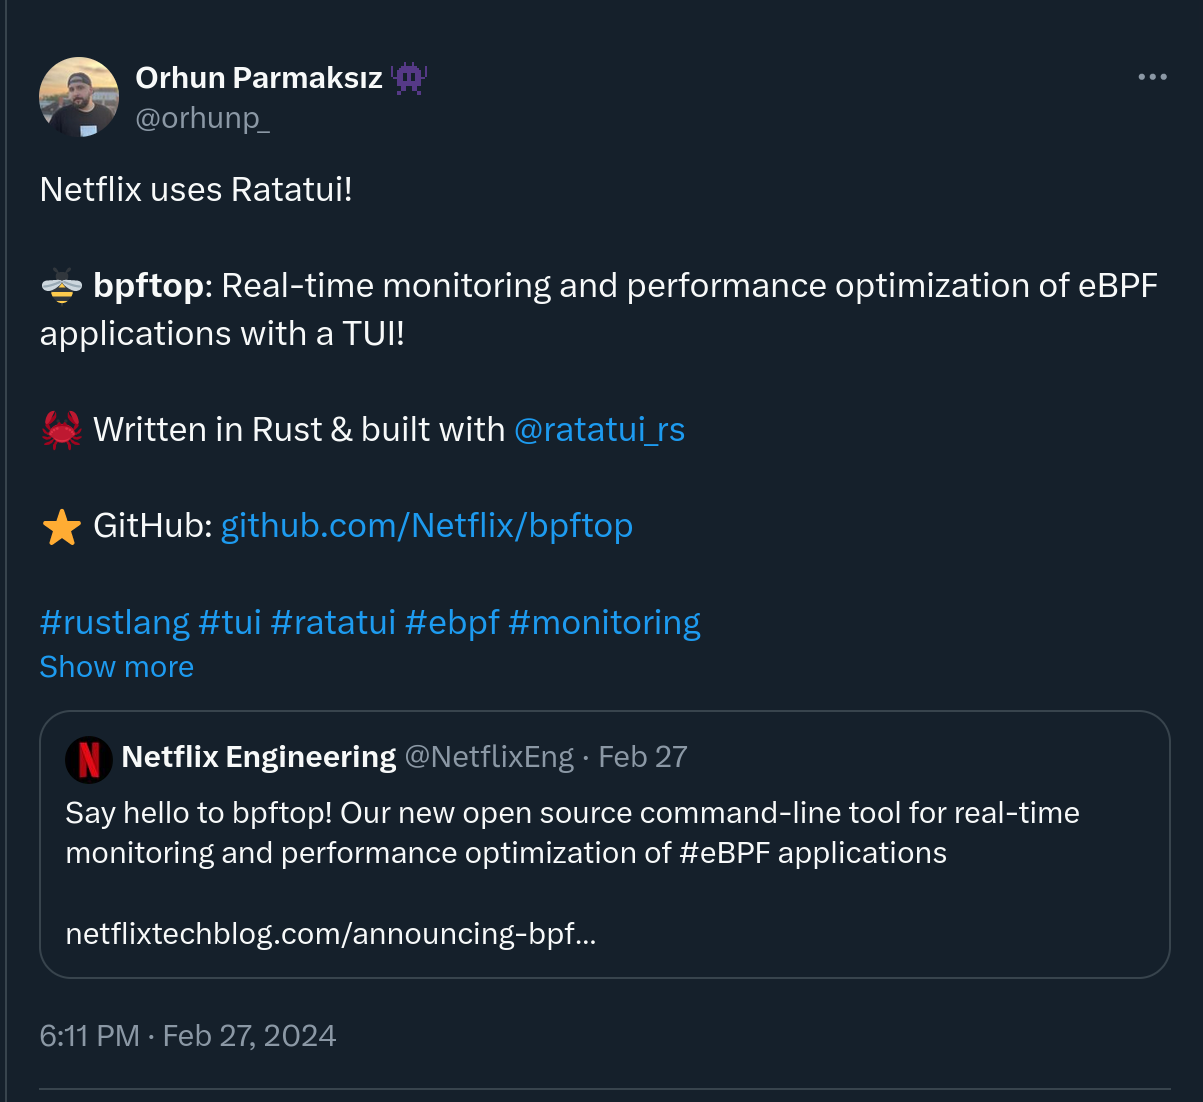 Orhun Parmaksız
@orhunp_
Netflix uses Ratatui!
bpftop: Real-time monitoring and performance optimization of eBPF
applications with a TUI!
Written in Rust & built with @ratatui_rs
GitHub: github.com/Netflix/bpftop
#rustlang #tui #ratatui #ebpf #monitoring
Show more
Netflix Engineering @NetflixEng · Feb 27
Say hello to bpftop! Our new open source command-line tool for real-time
monitoring and performance optimization of #eBPF applications
netflixtechblog.com/announcing-bpf...
6:11 PM · Feb 27, 2024